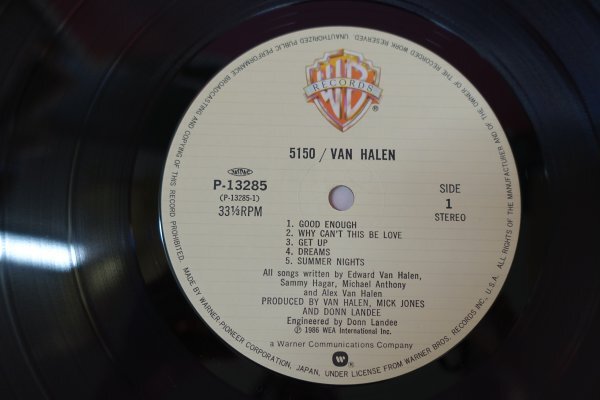 UNAUTHORIZED PUBLIC PERFORMANCE BROADCASTING AND COPYING OF THIS RECORD PROHIBITED.
ALL RIGHTS OF THE MANUFACTURER AND OF THE OWNER OF THE RECORDED WORK RESERVED.
WB
RECORDS
®
5150 / VAN HALEN
P-13285
(P-13285-1)
33⅓RPM
SIDE
1
STEREO
1. GOOD ENOUGH
2. WHY CAN'T THIS BE LOVE
3. GET UP
4. DREAMS
5. SUMMER NIGHTS
All songs written by Edward Van Halen,
Sammy Hagar, Michael Anthony
and Alex Van Halen
PRODUCED BY VAN HALEN, MICK JONES
AND DONN LANDEE
Engineered by Donn Landee
Ⓟ 1986 WEA International Inc.
a Warner Communications Company
®
MADE BY WARNER-PIONEER CORPORATION, JAPAN, UNDER LICENSE FROM WARNER BROS. RECORDS INC., U.S.A.